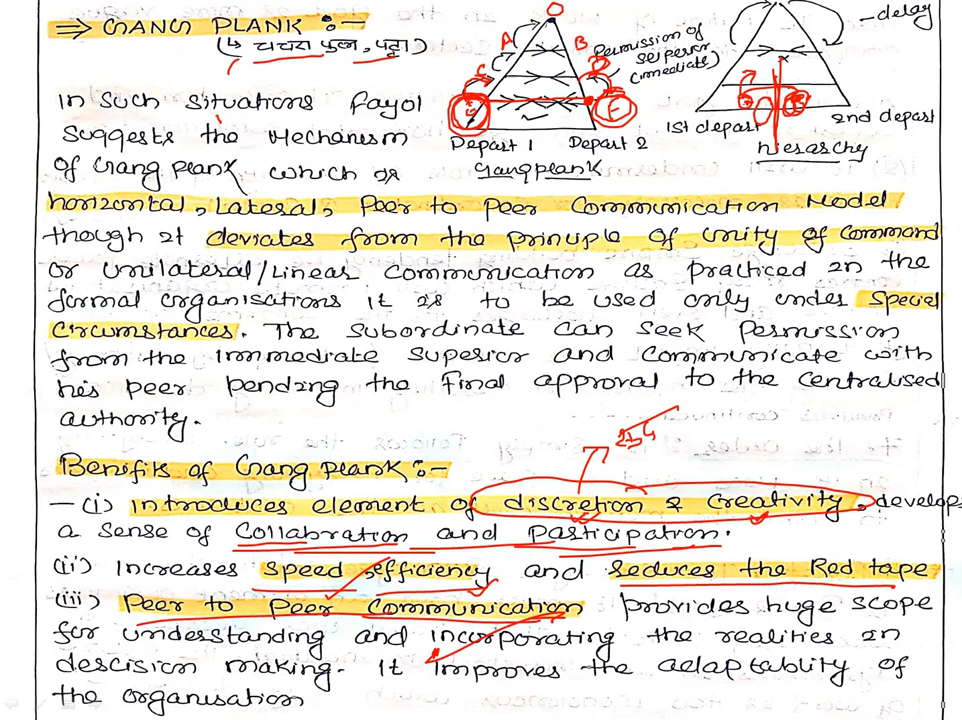 ⇒ GANG PLANK :-
(↳ चचरा फूल, पट्टा)
O
A
B
C
D
E
F
Permission of
superior
(immediate)
Depart 1 Depart 2
Gangplank
-delay
1st depart
2nd depart
hierarchy
In Such Situations Fayol
suggests the Mechanism
of Gang plank which is
horizontal, Lateral, Peer to Peer Communication Model
though it deviates from the principle of Unity of Command
or Unilateral/Linear communication as practiced in the
formal organisations it is to be used only under special
circumstances. The subordinate can seek permission
from the immediate superior and communicate with
his peer pending the final approval to the centralised
authority.
Benifits of Gang plank :-
- (i) Introduces element of discretion & creativity, develops
a sense of Collabration and Pasticipation.
(ii) Increases speed, efficiency and reduces the Red tape
(iii) Peer to Peer Communication provides huge scope
for understanding and incorporating the realities in
descision making. It improves the adaptablity of
the organisation